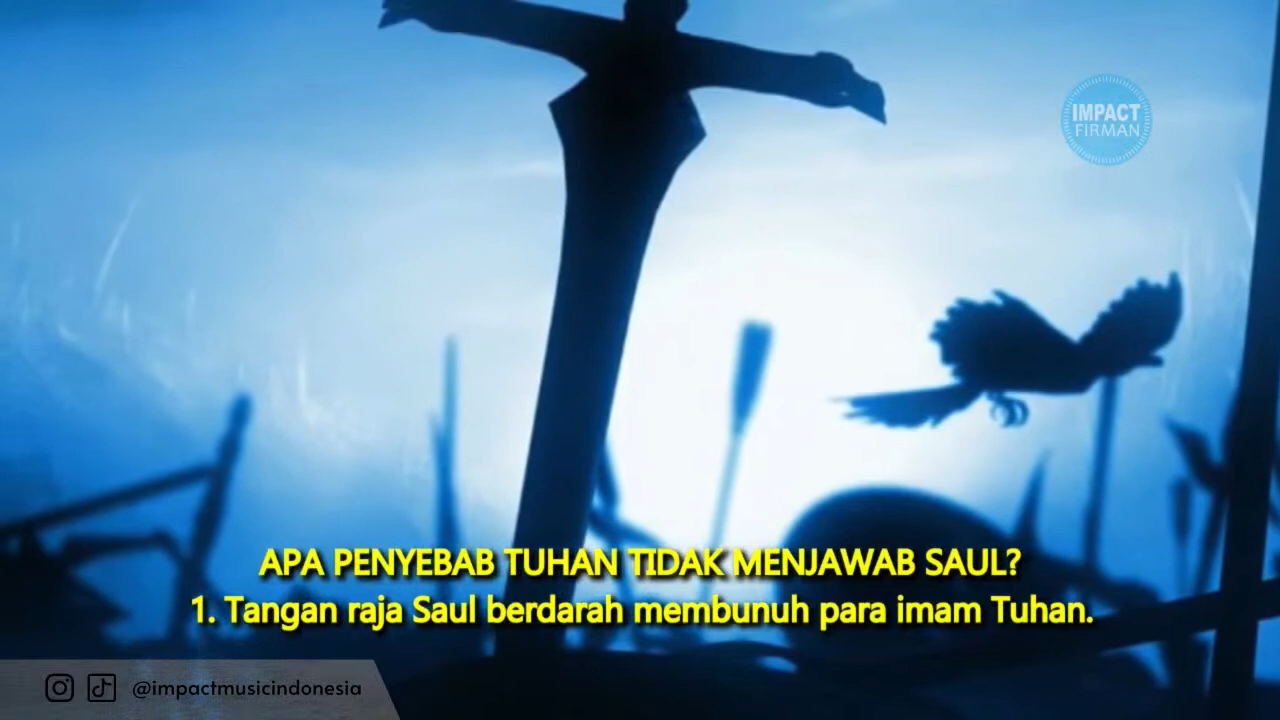 IMPACT
FIRMAN
APA PENYEBAB TUHAN TIDAK MENJAWAB SAUL?
1. Tangan raja Saul berdarah membunuh para imam Tuhan.
@impactmusicindonesia